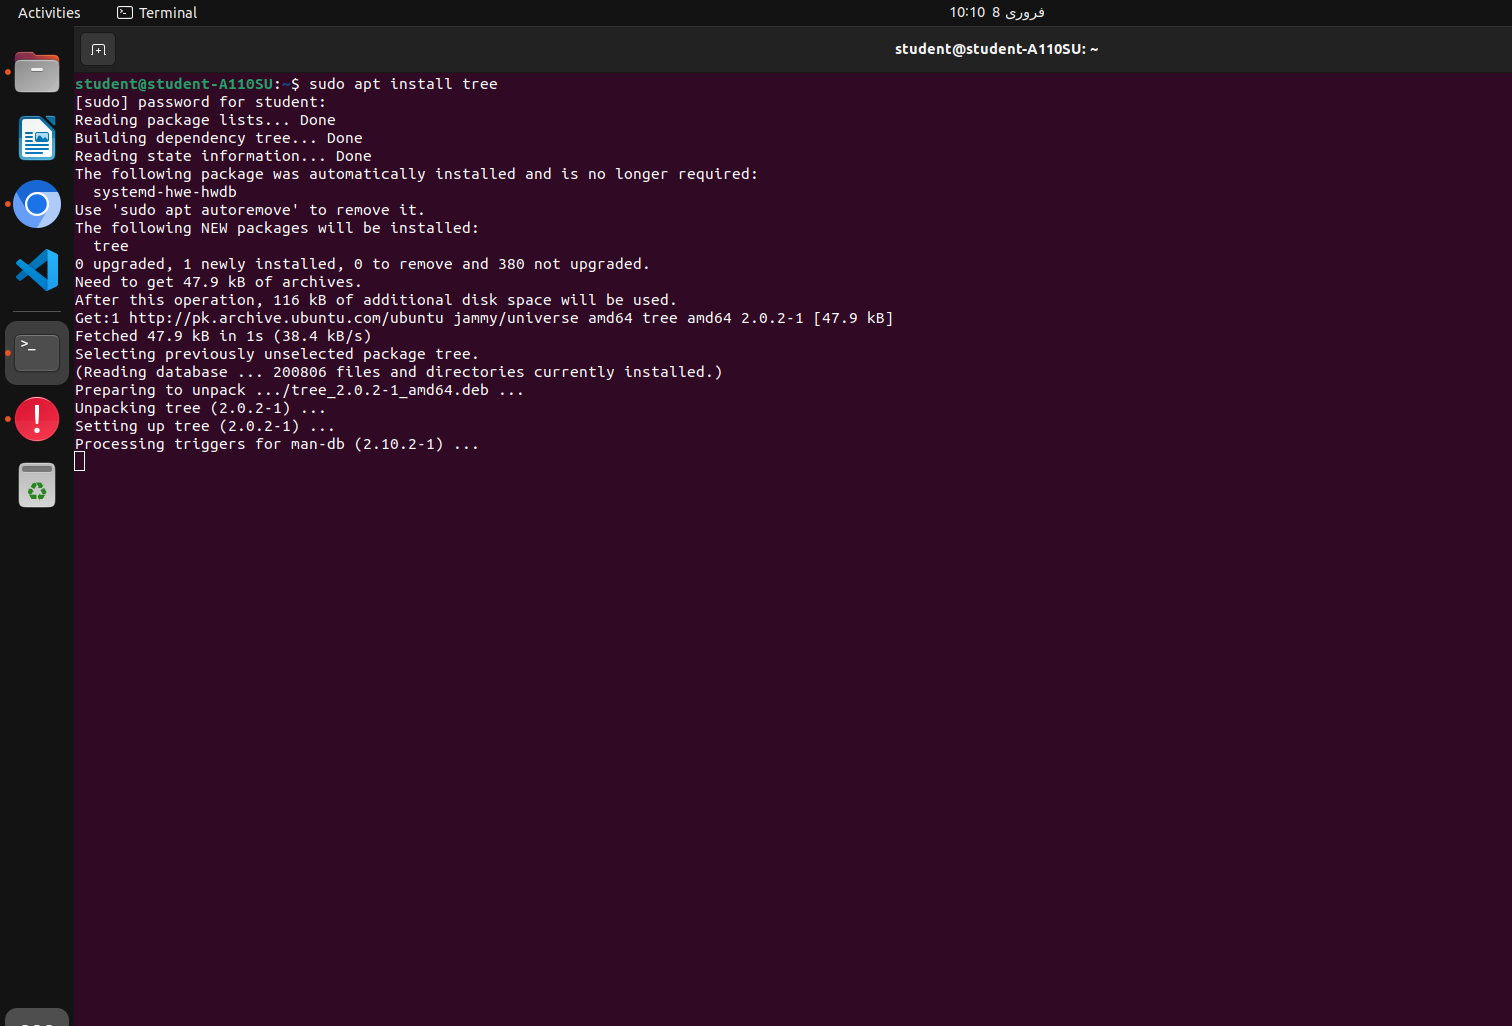 Activities
Terminal
10:10 8 فروری
student@student-A110SU: ~
student@student-A110SU:~$ sudo apt install tree
[sudo] password for student:
Reading package lists... Done
Building dependency tree... Done
Reading state information... Done
The following package was automatically installed and is no longer required:
  systemd-hwe-hwdb
Use 'sudo apt autoremove' to remove it.
The following NEW packages will be installed:
  tree
0 upgraded, 1 newly installed, 0 to remove and 380 not upgraded.
Need to get 47.9 kB of archives.
After this operation, 116 kB of additional disk space will be used.
Get:1 http://pk.archive.ubuntu.com/ubuntu jammy/universe amd64 tree amd64 2.0.2-1 [47.9 kB]
Fetched 47.9 kB in 1s (38.4 kB/s)
Selecting previously unselected package tree.
(Reading database ... 200806 files and directories currently installed.)
Preparing to unpack .../tree_2.0.2-1_amd64.deb ...
Unpacking tree (2.0.2-1) ...
Setting up tree (2.0.2-1) ...
Processing triggers for man-db (2.10.2-1) ...